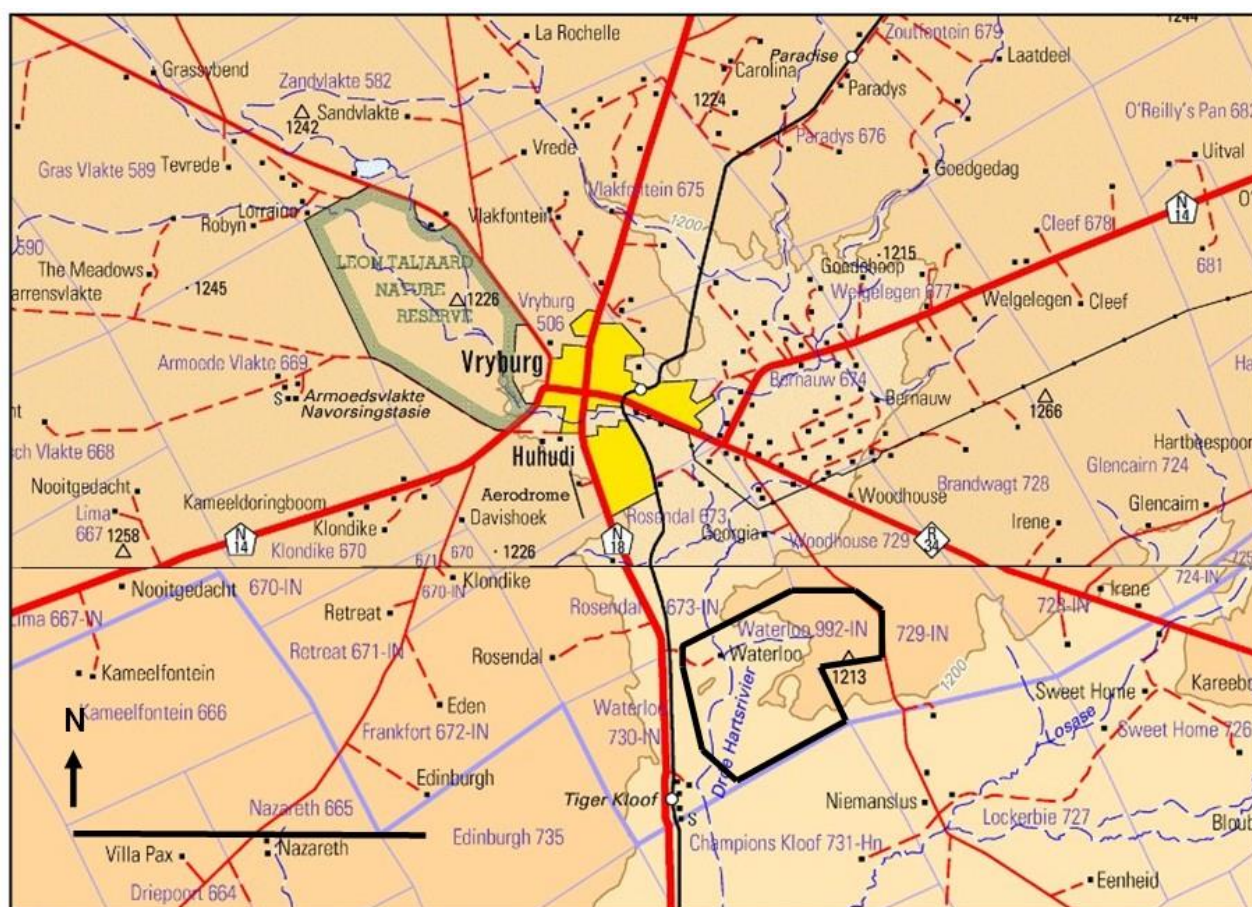 1244
La Rochelle
Paradise
Zoutfontein 679
Laatdeel
Grassybend
Zandvlakte 582
Carolina
Paradys
1242
Sandvlakte
1224
O'Reilly's Pan
Gras Vlakte 589
Tevrede
Vrede
Paradys 676
Uitval
Goedgedag
Vlakfontein 675
N
14
Lorraine
Robyn
Vlakfontein
Cleef 678
590
1200
1215
681
The Meadows
LEON TALJAARD
NATURE
RESERVE
Goedehoop
1245
1226
Vryburg
506
Welgelegen 677
Welgelegen
Cleef
Armoede Vlakte 669
Vryburg
Bernauw 674
Armoedsvlakte
Navorsingstasie
S
Bernauw
1266
Vlakte 668
Huhudi
Glencairn 724
Nooitgedacht
Kameeldoringboom
Aerodrome
Woodhouse
Brandwagt 728
Glencairn
Lima
667
Klondike
Davishoek
Rosendal 673
Irene
1258
N
14
Klondike 670
1226
N
18
Georgia
Woodhouse 729
R
34
671
670
Nooitgedacht
670-IN
670-IN
Klondike
Irene
724-IN
Lima 667-IN
Retreat
Rosendal
673-IN
728-IN
Retreat 671-IN
Rosendal
Waterloo 992-IN
729-IN
Waterloo
1213
Kameelfontein
1200
Sweet Home
Kameelfontein 666
Eden
Waterloo
730-IN
Droë Hartsrivier
Losase
N
Frankfort 672-IN
Sweet Home 726
Edinburgh
Tiger Kloof
Niemanslus
Nazareth 665
S
Lockerbie 727
Edinburgh 735
Champions Kloof 731-Hn
Villa Pax
Nazareth
Driepoort 664
Eenheid